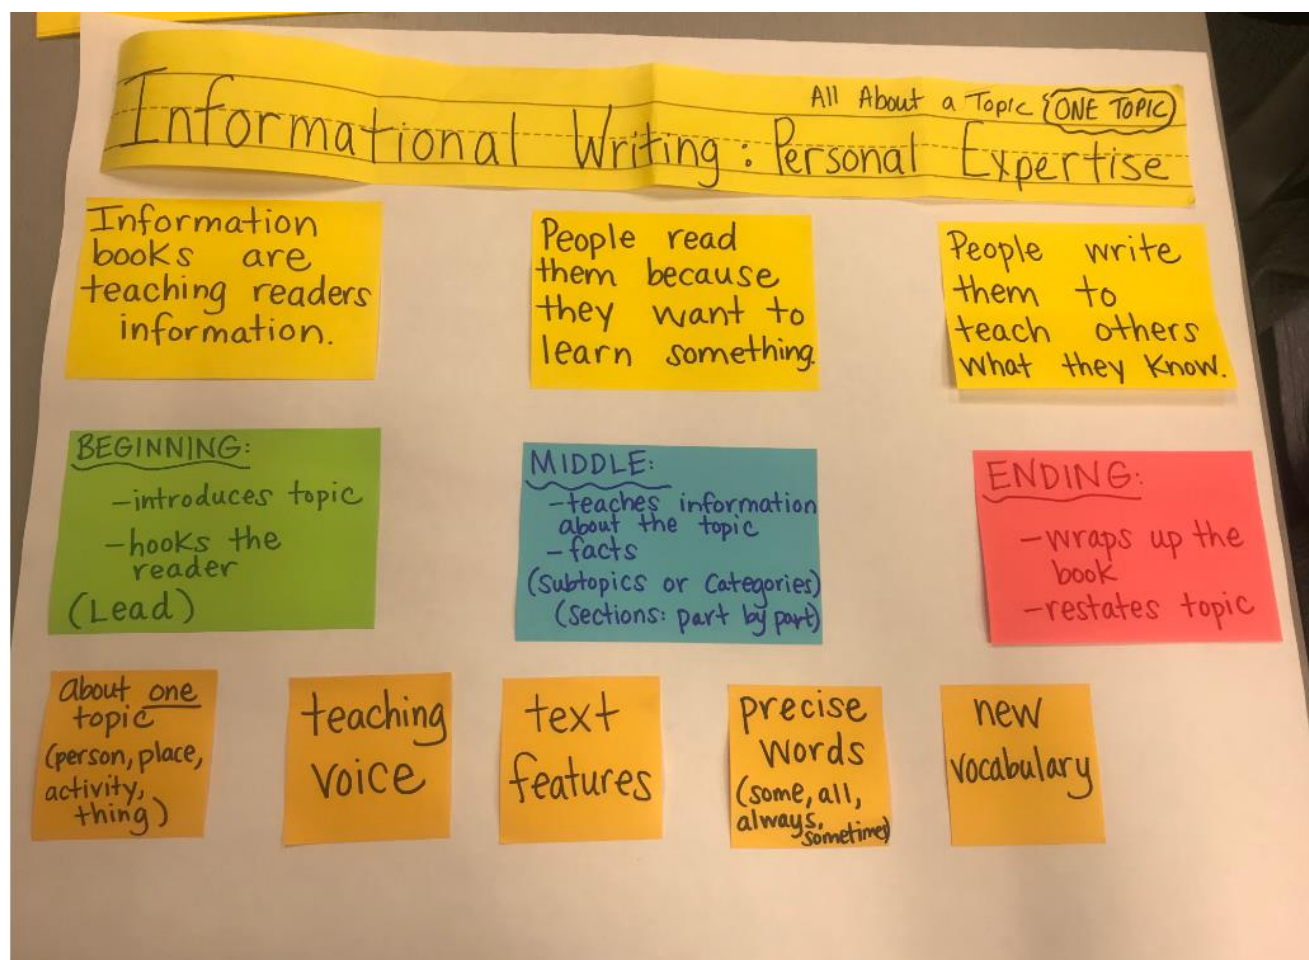 All About a Topic (ONE TOPIC)
Informational Writing: Personal Expertise
Information
books are
teaching readers
information.
People read
them because
they want to
learn something.
People write
them to
teach others
what they know.
BEGINNING:
-introduces topic
-hooks the
reader
(Lead)
MIDDLE:
-teaches information
about the topic
-facts
(Subtopics or Categories)
(sections: part by part)
ENDING:
-wraps up the
book
-restates topic
about one
topic
(person, place,
activity,
thing)
teaching
voice
text
features
precise
words
(some, all,
always,
sometimes)
new
vocabulary